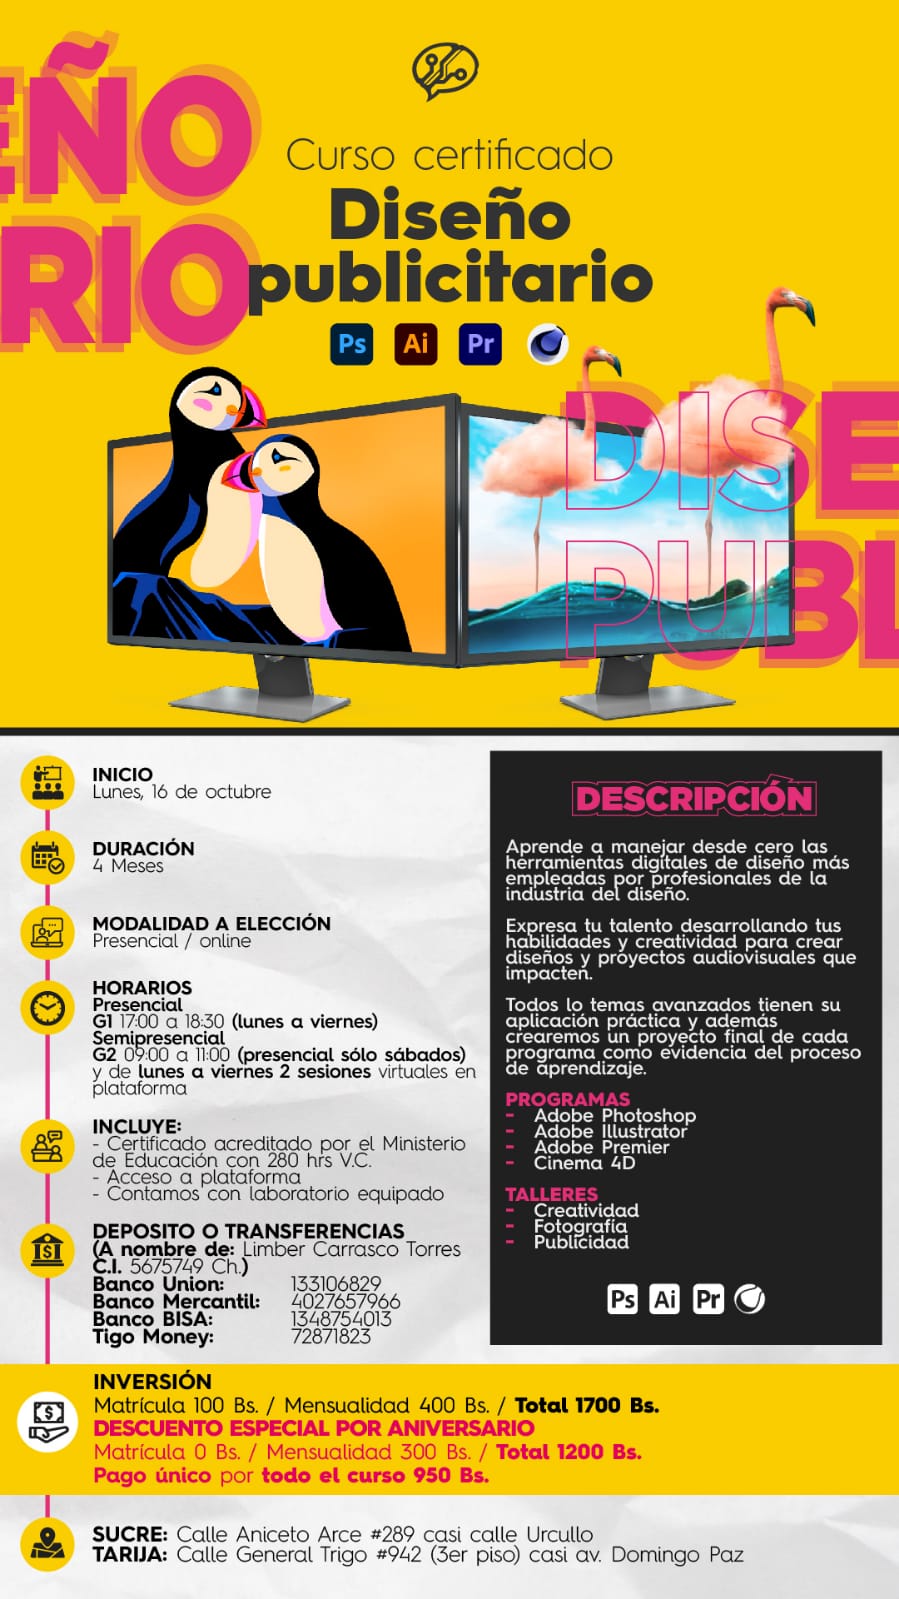 EÑO
RIO
Curso certificado
Diseño
publicitario
Ps Ai Pr
DISE
PUBL
INICIO
Lunes, 16 de octubre
DURACIÓN
4 Meses
MODALIDAD A ELECCIÓN
Presencial / online
HORARIOS
Presencial
G1 17:00 a 18:30 (lunes a viernes)
Semipresencial
G2 09:00 a 11:00 (presencial sólo sábados)
y de lunes a viernes 2 sesiones virtuales en
plataforma
INCLUYE:
- Certificado acreditado por el Ministerio
de Educación con 280 hrs V.C.
- Acceso a plataforma
- Contamos con laboratorio equipado
DEPOSITO O TRANSFERENCIAS
(A nombre de: Limber Carrasco Torres
C.I. 5675749 Ch.)
Banco Union: 133106829
Banco Mercantil: 4027657966
Banco BISA: 1348754013
Tigo Money: 72871823
DESCRIPCIÓN
Aprende a manejar desde cero las
herramientas digitales de diseño más
empleadas por profesionales de la
industria del diseño.
Expresa tu talento desarrollando tus
habilidades y creatividad para crear
diseños y proyectos audiovisuales que
impacten.
Todos lo temas avanzados tienen su
aplicación práctica y además
crearemos un proyecto final de cada
programa como evidencia del proceso
de aprendizaje.
PROGRAMAS
- Adobe Photoshop
- Adobe Illustrator
- Adobe Premier
- Cinema 4D
TALLERES
- Creatividad
- Fotografía
- Publicidad
Ps Ai Pr
INVERSIÓN
Matrícula 100 Bs. / Mensualidad 400 Bs. / Total 1700 Bs.
DESCUENTO ESPECIAL POR ANIVERSARIO
Matrícula 0 Bs. / Mensualidad 300 Bs. / Total 1200 Bs.
Pago único por todo el curso 950 Bs.
SUCRE: Calle Aniceto Arce #289 casi calle Urcullo
TARIJA: Calle General Trigo #942 (3er piso) casi av. Domingo Paz